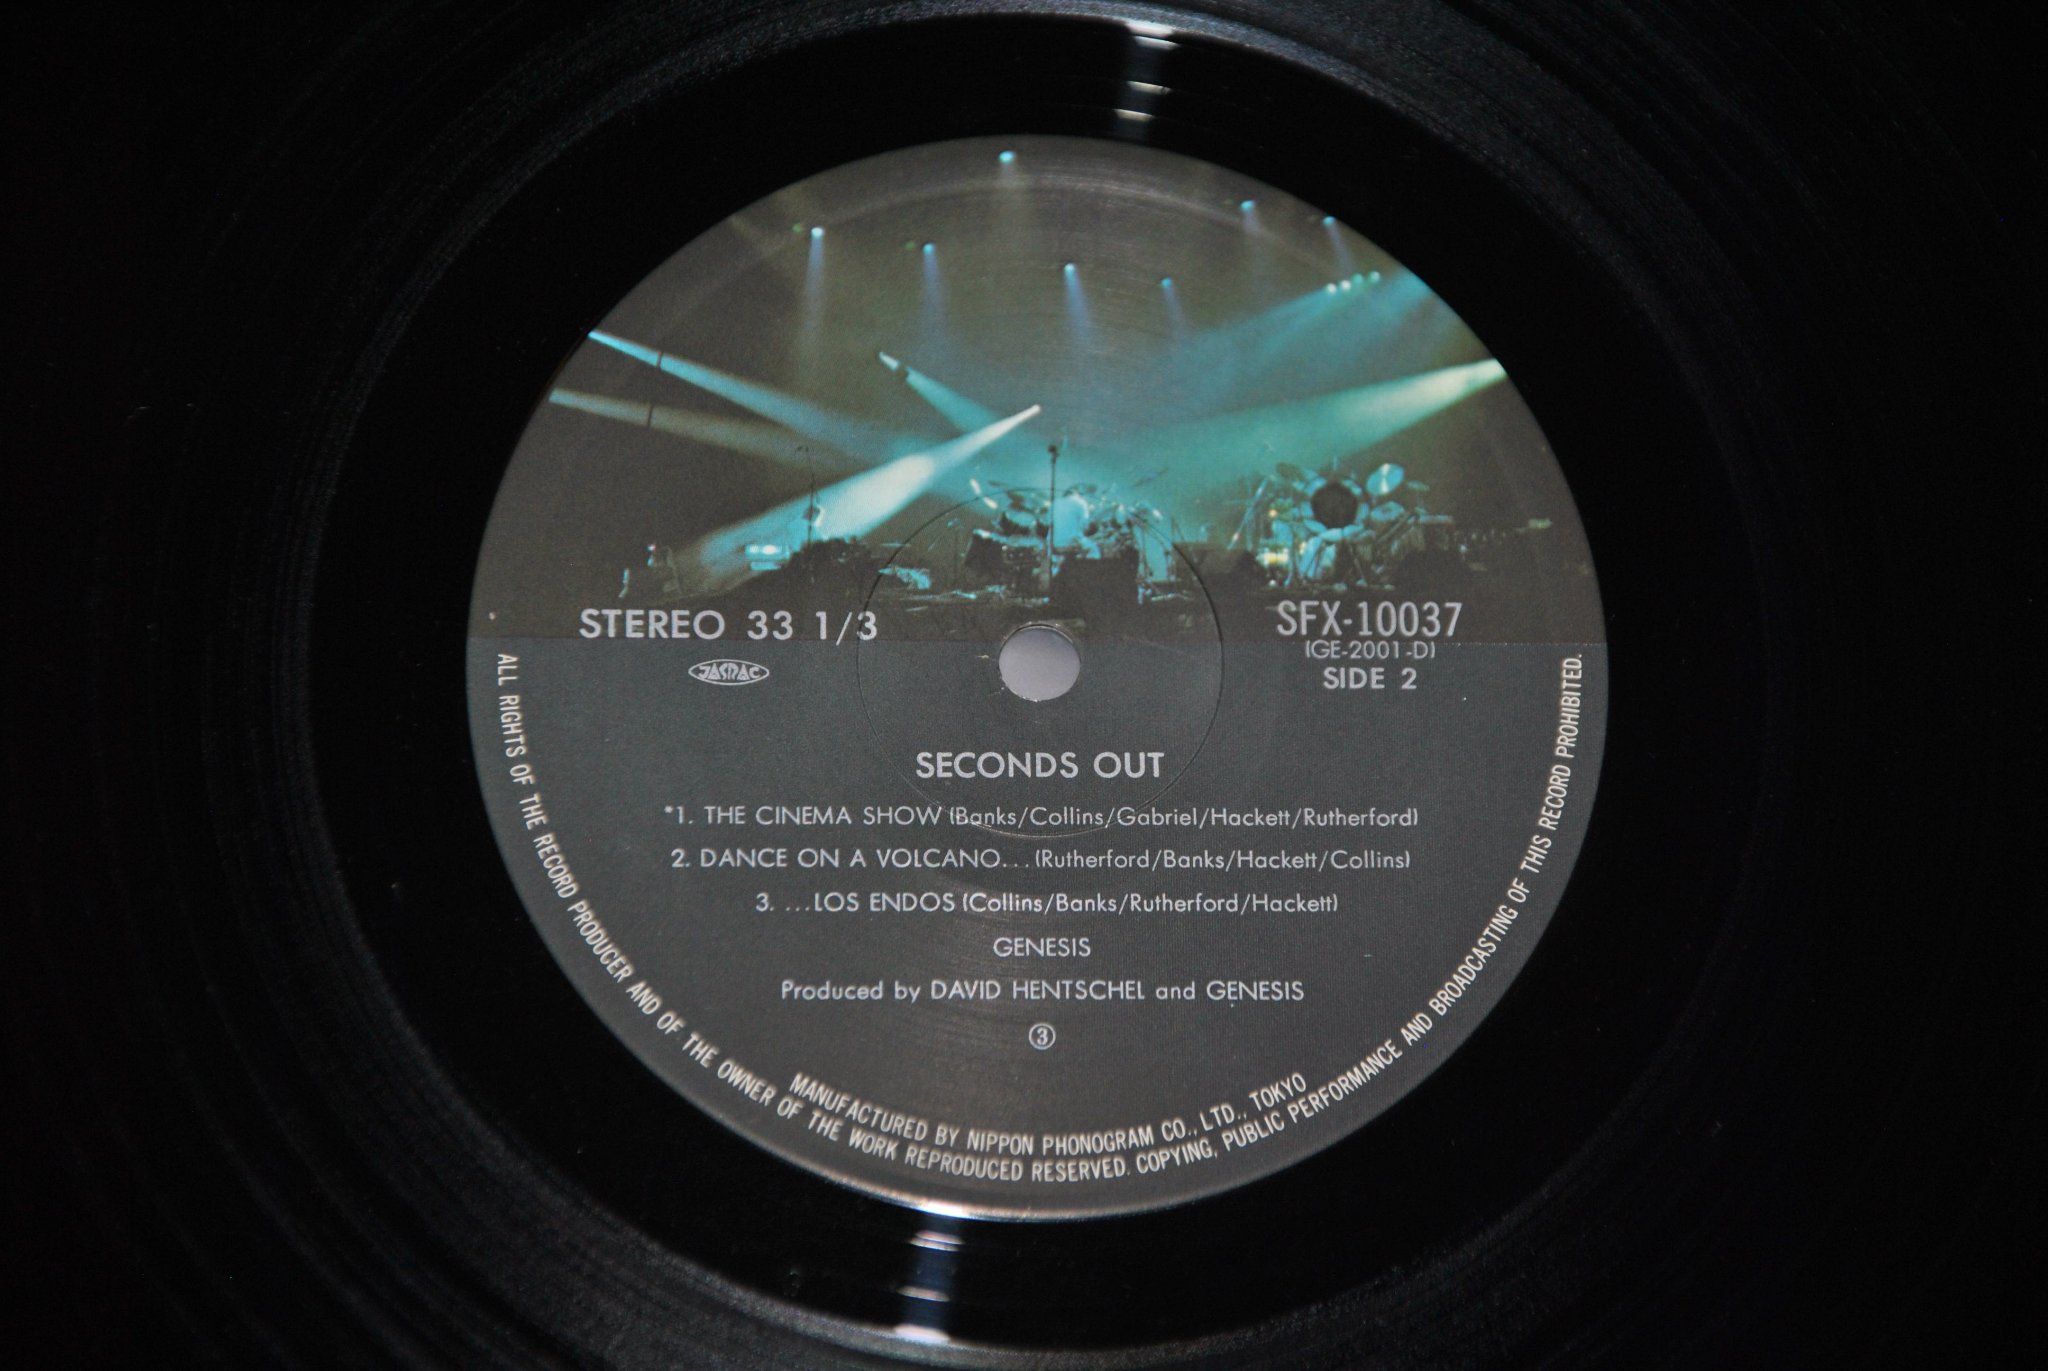 STEREO 33 1/3
JASRAC
SFX-10037
(GE-2001-D)
SIDE 2
SECONDS OUT
*1. THE CINEMA SHOW (Banks/Collins/Gabriel/Hackett/Rutherford)
2. DANCE ON A VOLCANO... (Rutherford/Banks/Hackett/Collins)
3. ...LOS ENDOS (Collins/Banks/Rutherford/Hackett)
GENESIS
Produced by DAVID HENTSCHEL and GENESIS
③
MANUFACTURED BY NIPPON PHONOGRAM CO., LTD., TOKYO
ALL RIGHTS OF THE RECORD PRODUCER AND OF THE OWNER OF THE WORK REPRODUCED RESERVED. COPYING, PUBLIC PERFORMANCE AND BROADCASTING OF THIS RECORD PROHIBITED.